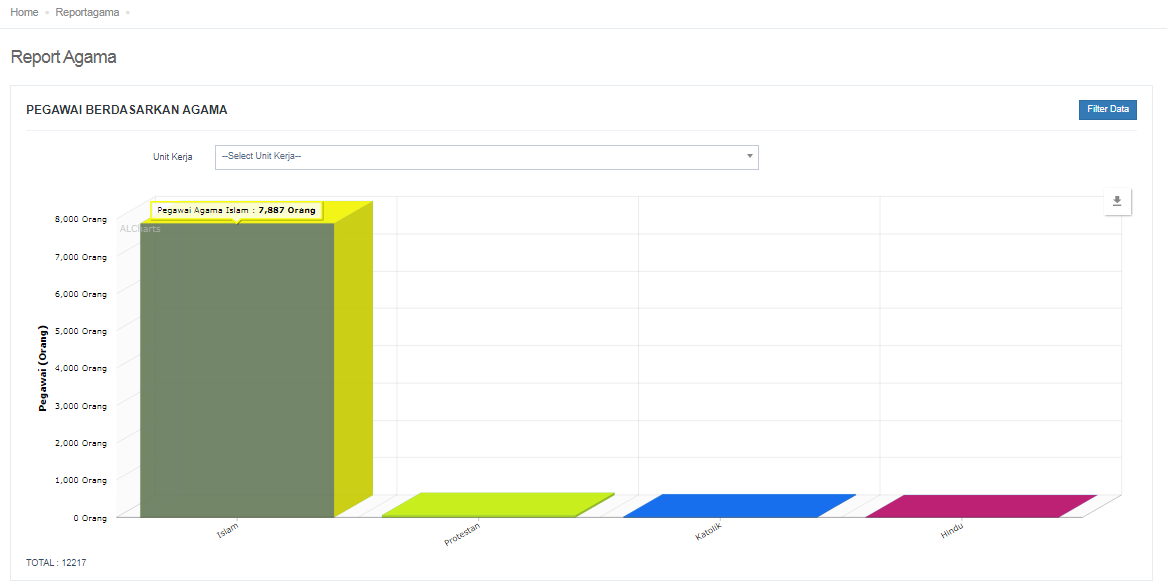 Home Reportagama
Report Agama
PEGAWAI BERDASARKAN AGAMA
Filter Data
Unit Kerja
--Select Unit Kerja--
Pegawai Agama Islam : 7,887 Orang
ALCharts
8,000 Orang
7,000 Orang
6,000 Orang
5,000 Orang
4,000 Orang
3,000 Orang
2,000 Orang
1,000 Orang
0 Orang
Pegawai (Orang)
Islam
Protestan
Katolik
Hindu
TOTAL : 12217